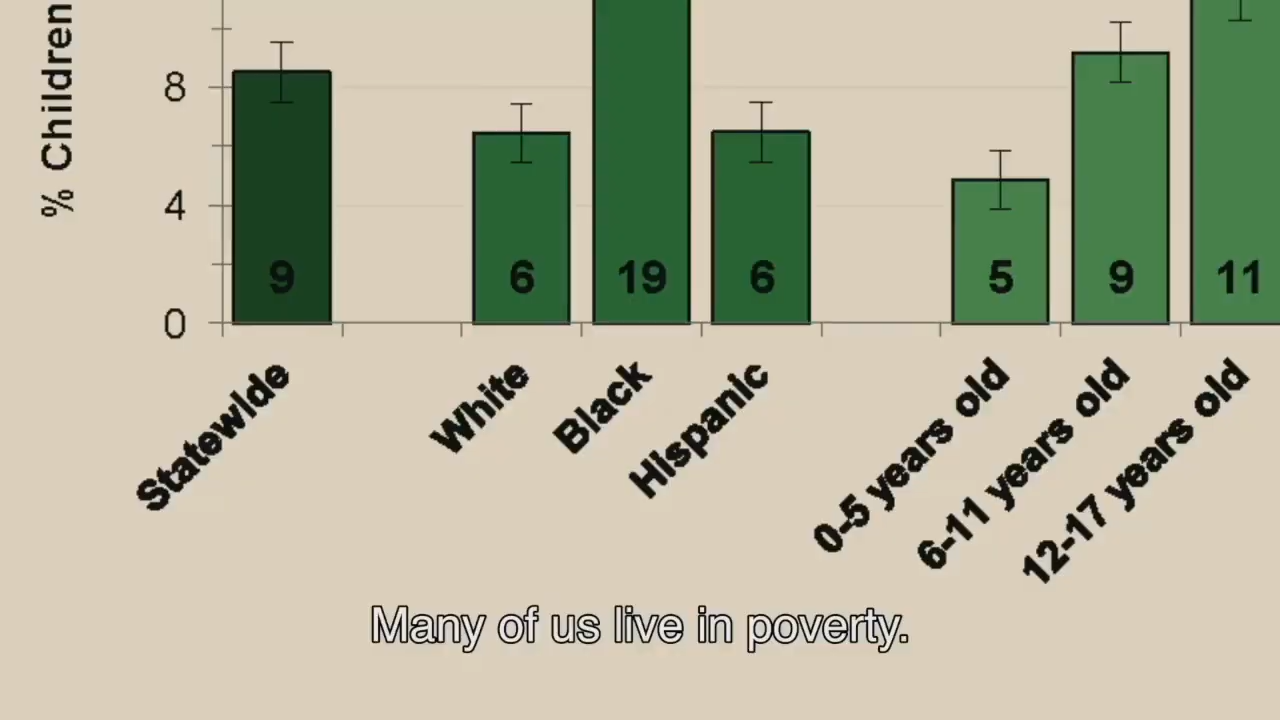 % Children
8
4
0
9
6
19
6
5
9
11
Statewide
White
Black
Hispanic
0-5 years old
6-11 years old
12-17 years old
Many of us live in poverty.